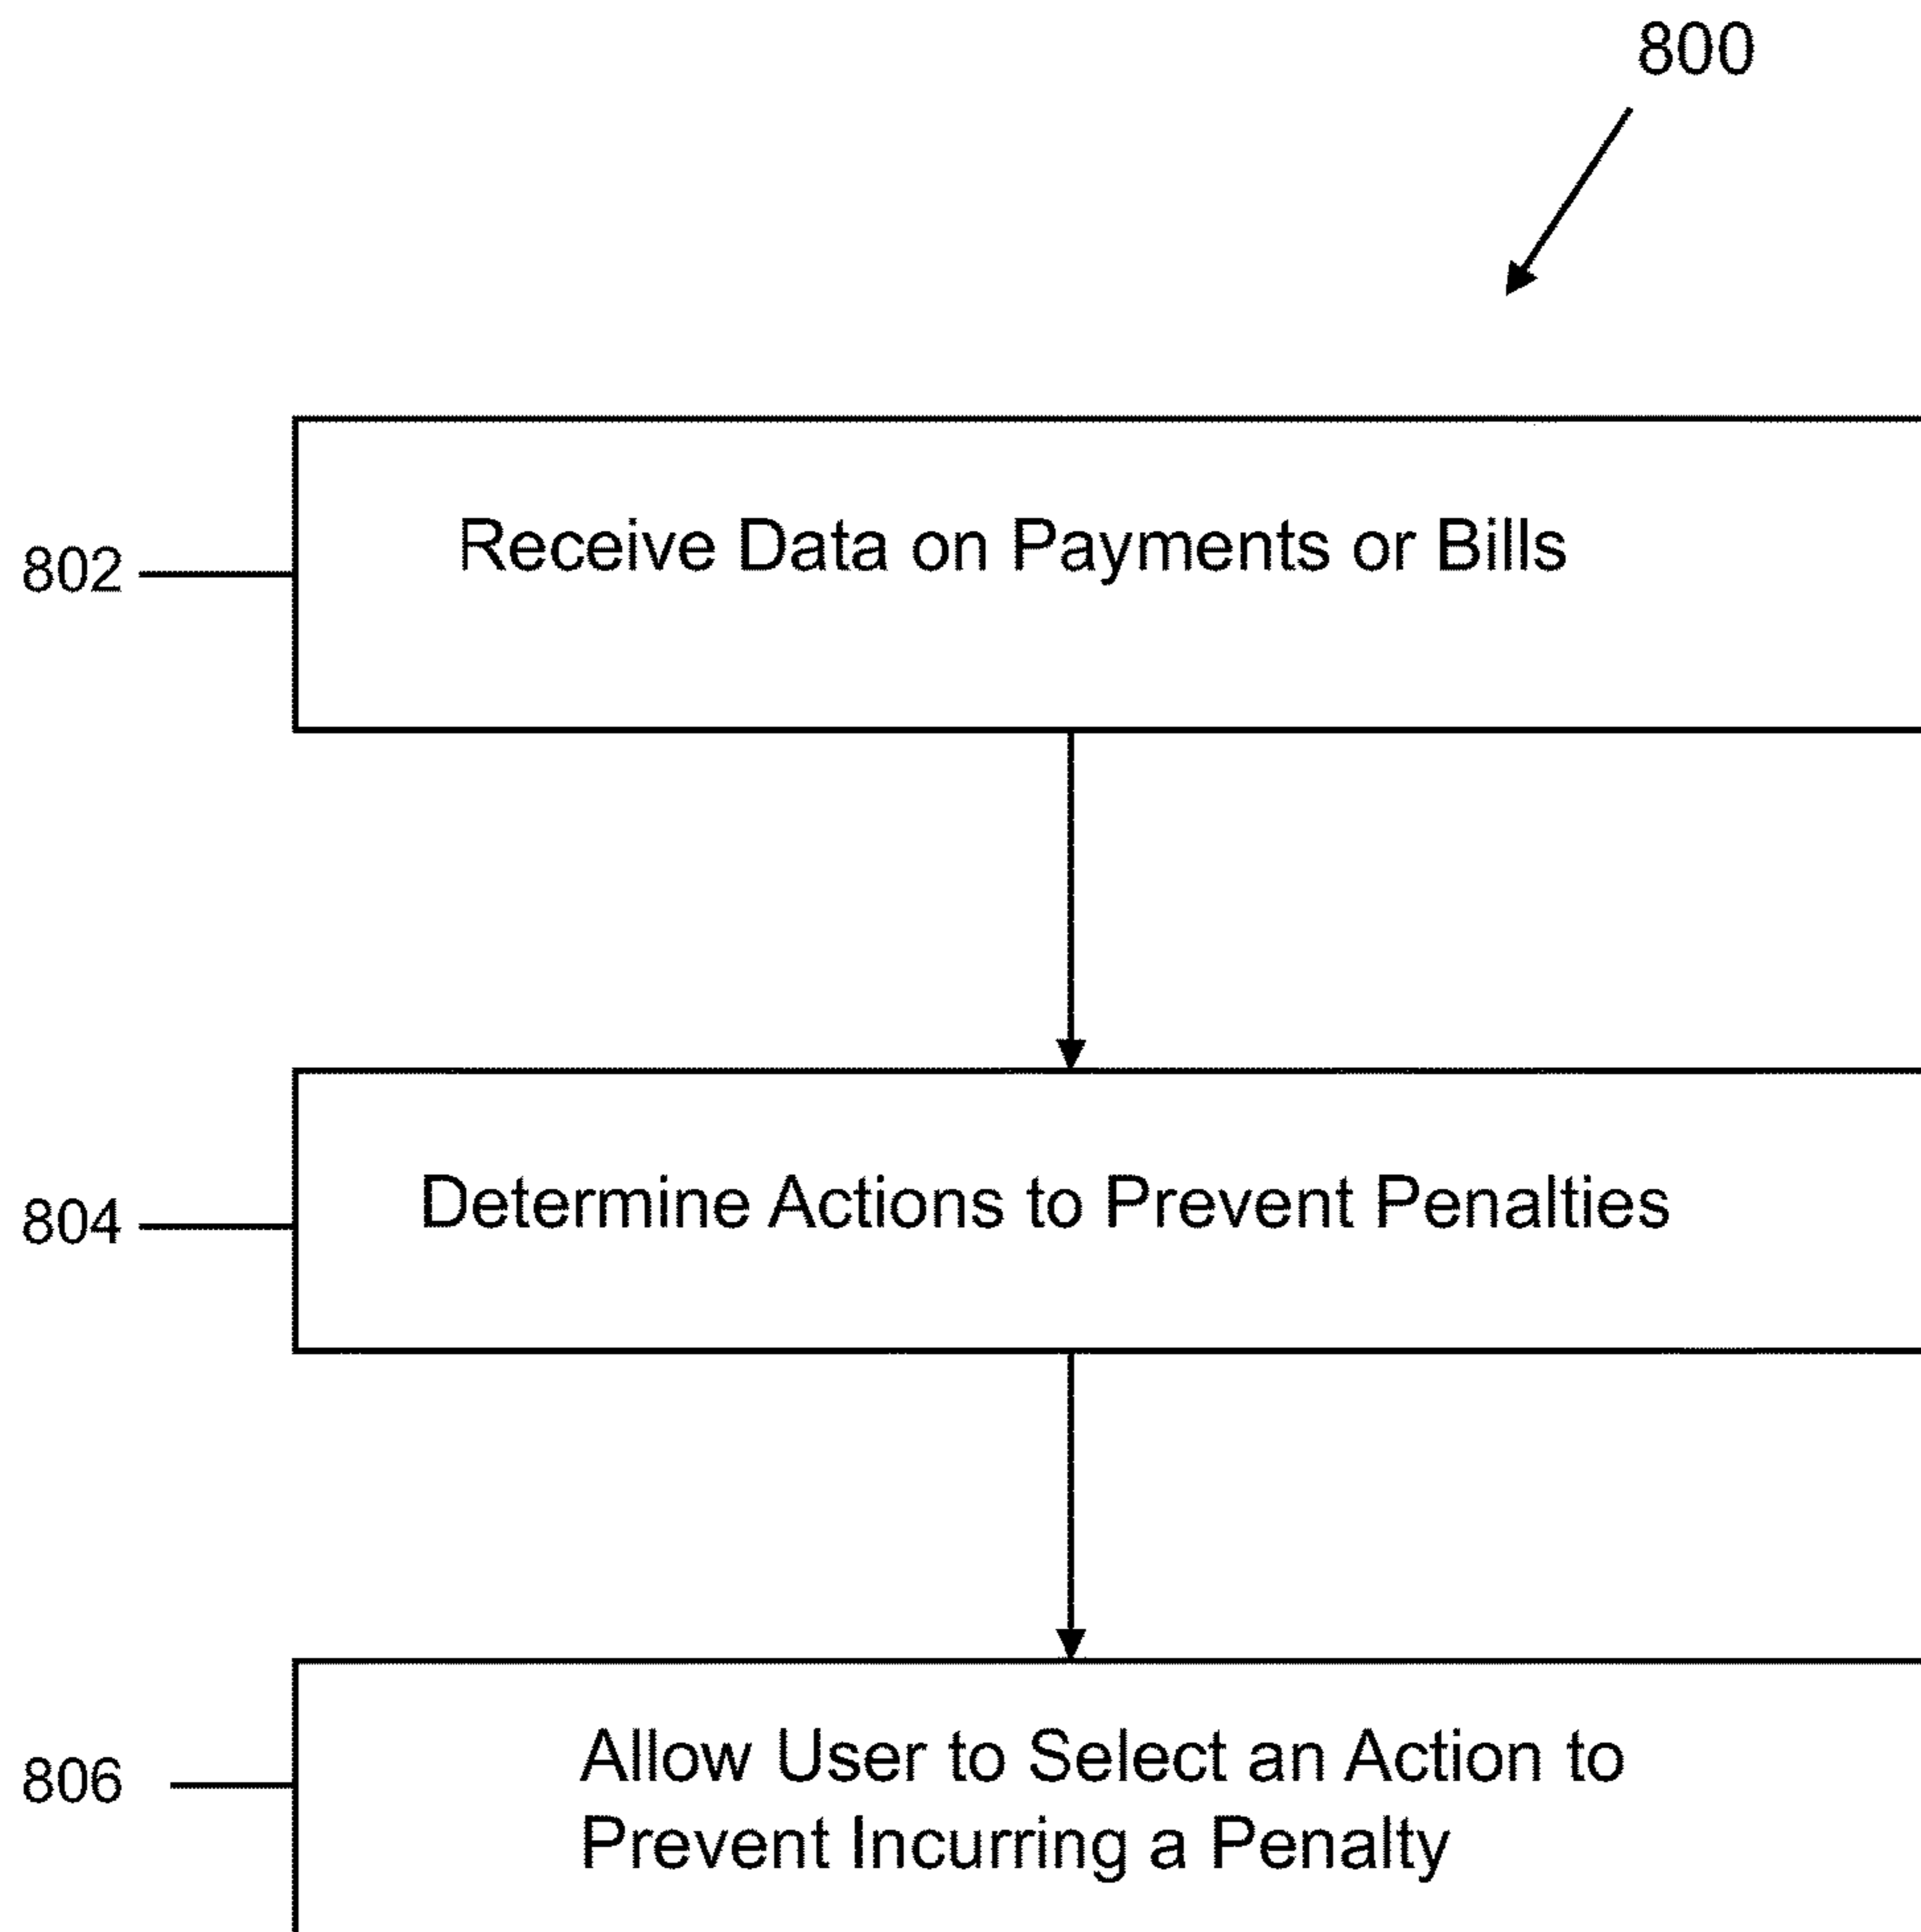 800
802
Receive Data on Payments or Bills
804
Determine Actions to Prevent Penalties
806
Allow User to Select an Action to
Prevent Incurring a Penalty